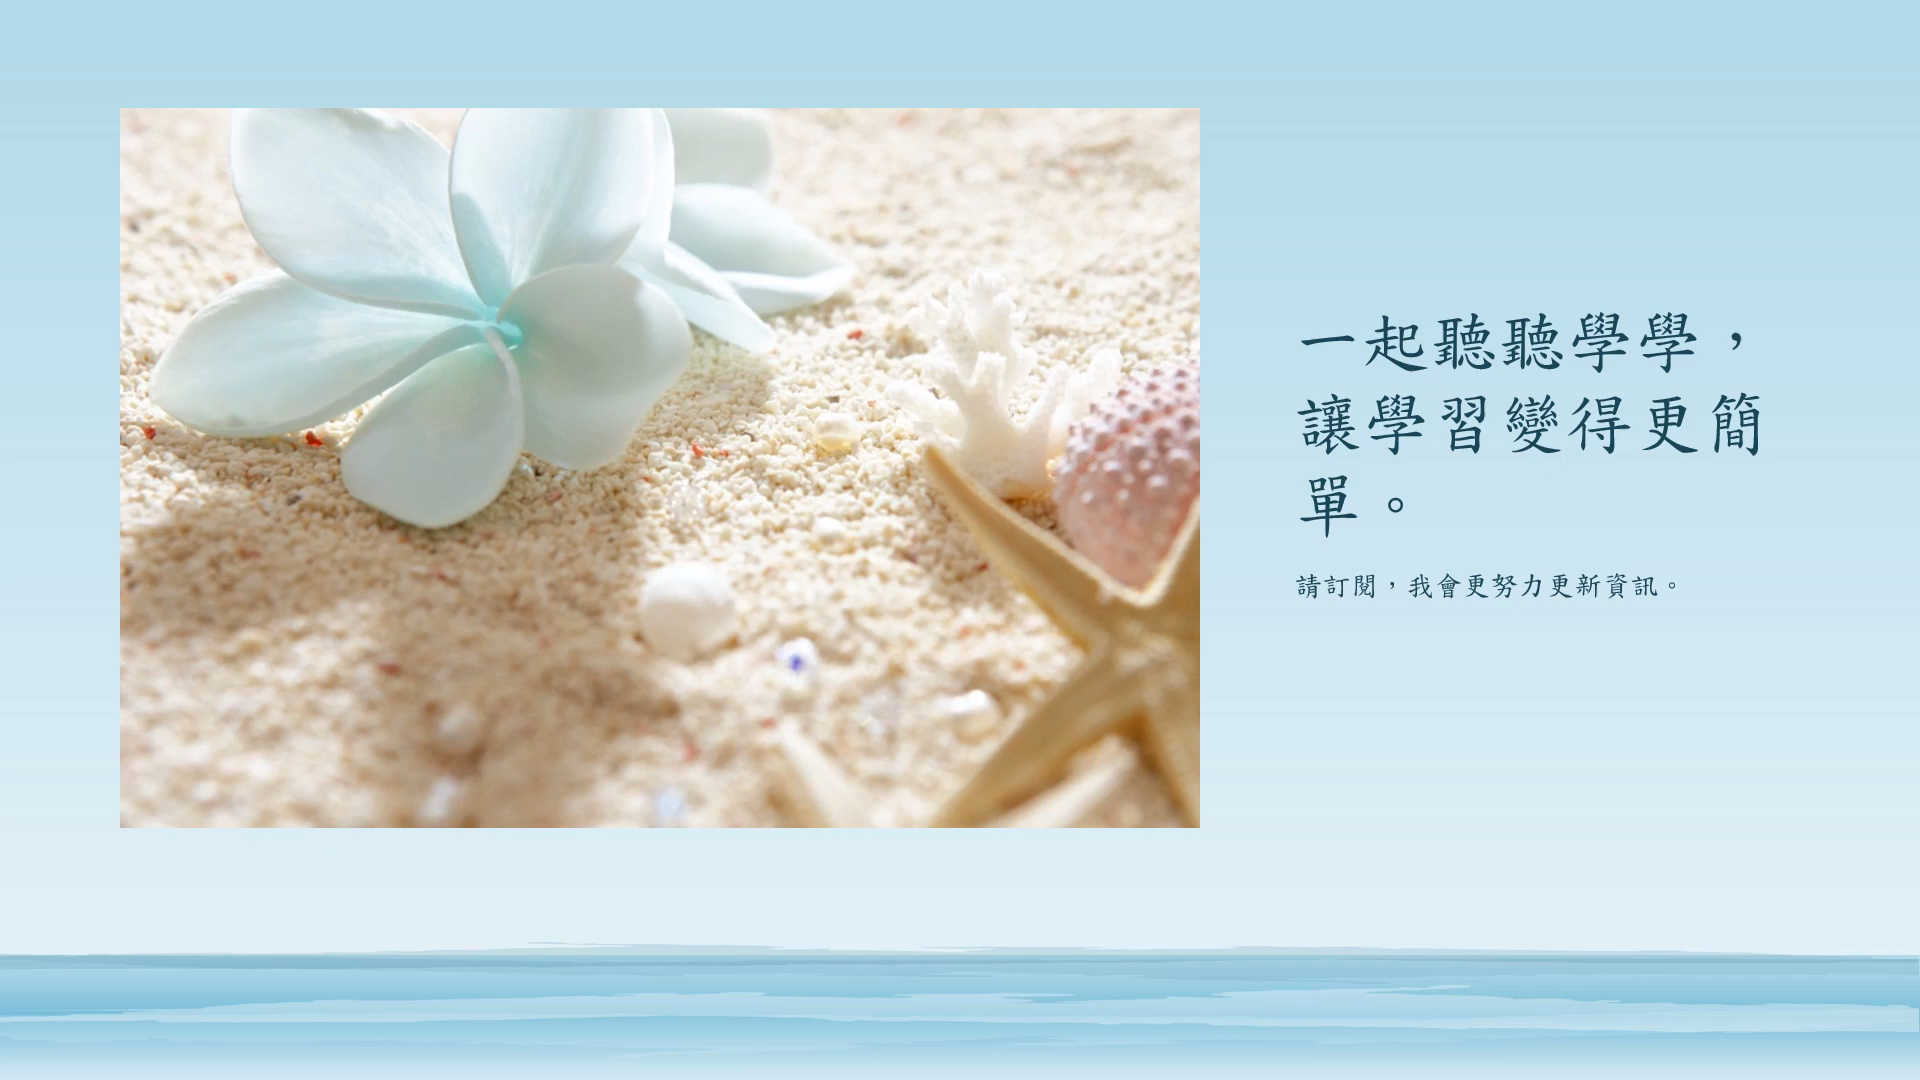 一起聽聽學學，
讓學習變得更簡
單。
請訂閱，我會更努力更新資訊。